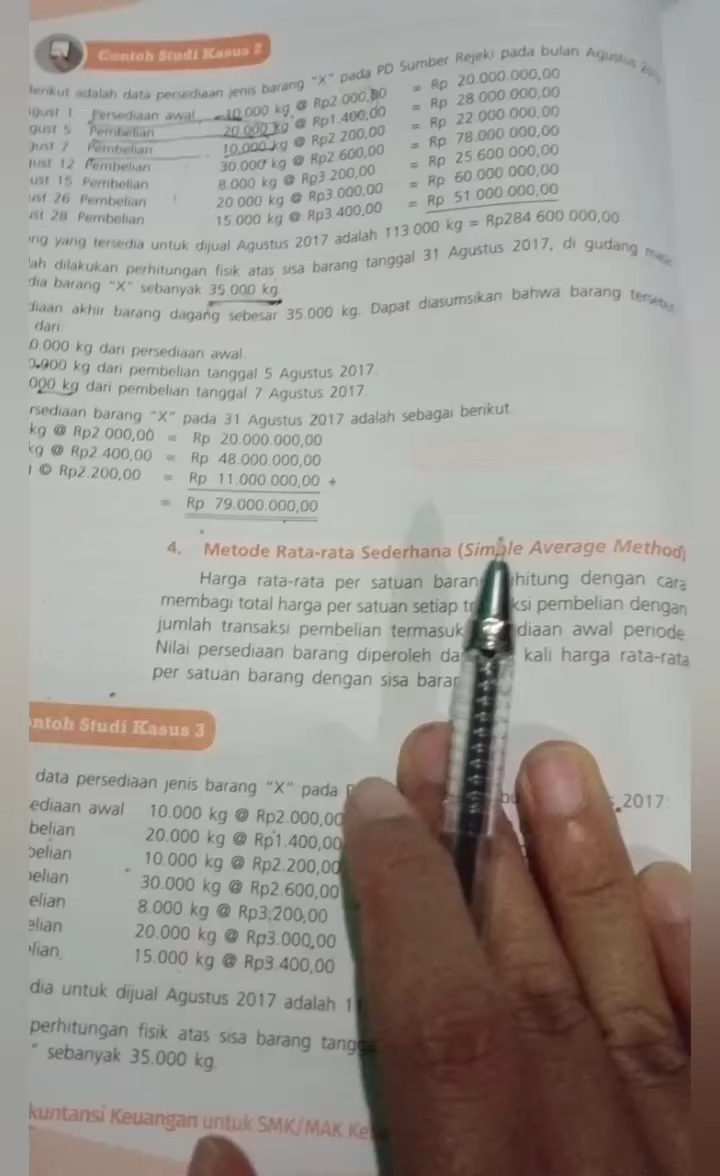 Contoh Studi Kasus 2
Berikut adalah data persediaan jenis barang "X" pada PD Sumber Rejeki pada bulan Agustus
gust 1 Persediaan awal 10.000 kg @ Rp2.000,00 = Rp 20.000.000,00
gust 5 Pembelian 20.000 kg @ Rp1.400,00 = Rp 28.000.000,00
gust 7 Pembelian 10.000 kg @ Rp2.200,00 = Rp 22.000.000,00
ust 12 Pembelian 30.000 kg @ Rp2.600,00 = Rp 78.000.000,00
ust 15 Pembelian 8.000 kg @ Rp3.200,00 = Rp 25.600.000,00
ust 26 Pembelian 20.000 kg @ Rp3.000,00 = Rp 60.000.000,00
ust 28 Pembelian 15.000 kg @ Rp3.400,00 = Rp 51.000.000,00
ng yang tersedia untuk dijual Agustus 2017 adalah 113.000 kg = Rp284.600.000,00
lah dilakukan perhitungan fisik atas sisa barang tanggal 31 Agustus 2017, di gudang
dia barang "X" sebanyak 35.000 kg.
diaan akhir barang dagang sebesar 35.000 kg. Dapat diasumsikan bahwa barang tersebut
dari:
0.000 kg dari persediaan awal.
0.000 kg dari pembelian tanggal 5 Agustus 2017.
000 kg dari pembelian tanggal 7 Agustus 2017.
rsediaan barang "X" pada 31 Agustus 2017 adalah sebagai berikut.
kg @ Rp2.000,00 = Rp 20.000.000,00
kg @ Rp2.400,00 = Rp 48.000.000,00
© Rp2.200,00 = Rp 11.000.000,00 +
= Rp 79.000.000,00
4. Metode Rata-rata Sederhana (Simple Average Method)
Harga rata-rata per satuan baran hitung dengan cara
membagi total harga per satuan setiap tr ksi pembelian dengan
jumlah transaksi pembelian termasuk diaan awal periode
Nilai persediaan barang diperoleh da kali harga rata-rata
per satuan barang dengan sisa baran
ntoh Studi Kasus 3
data persediaan jenis barang "X" pada 2017:
ediaan awal 10.000 kg @ Rp2.000,00
belian 20.000 kg @ Rp1.400,00
belian 10.000 kg @ Rp2.200,00
belian 30.000 kg @ Rp2.600,00
elian 8.000 kg @ Rp3.200,00
elian 20.000 kg @ Rp3.000,00
lian 15.000 kg @ Rp3.400,00
dia untuk dijual Agustus 2017 adalah 1
perhitungan fisik atas sisa barang tangg
" sebanyak 35.000 kg.
kuntansi Keuangan untuk SMK/MAK Ke